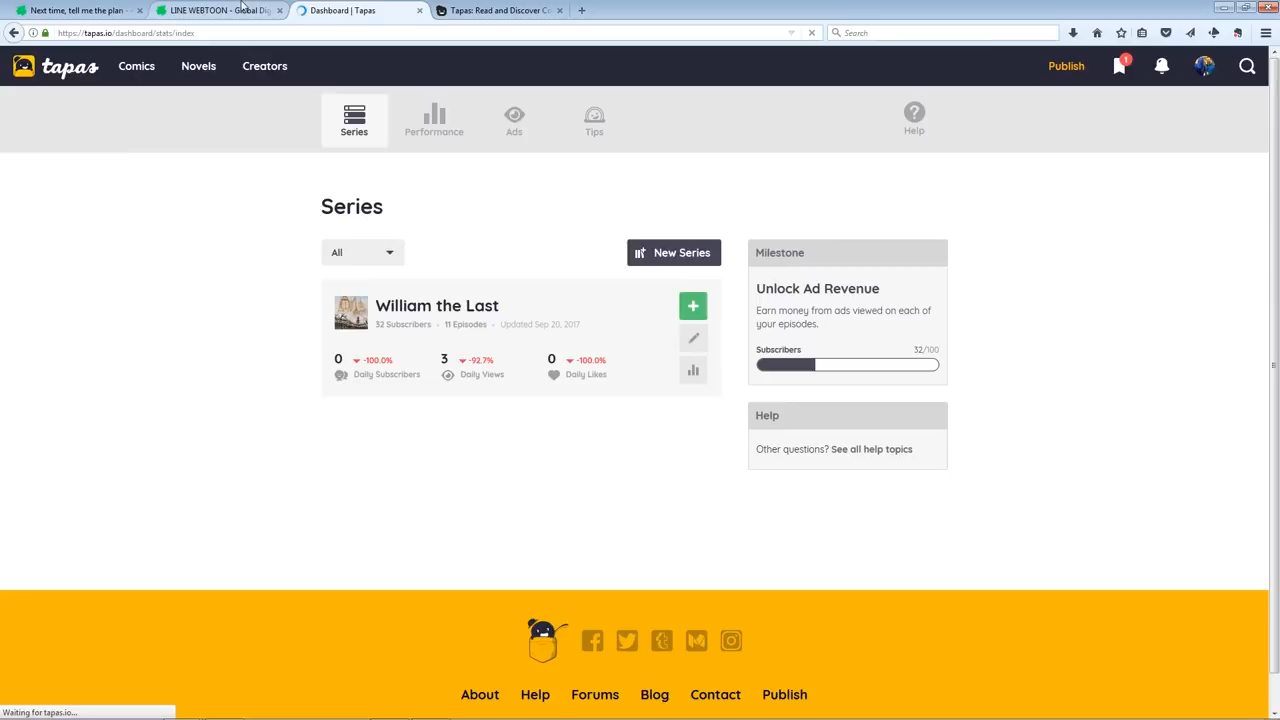 Next time, tell me the plan -
LINE WEBTOON - Global Dig
Dashboard | Tapas
Tapas: Read and Discover C
https://tapas.io/dashboard/stats/index
Search
tapas
Comics
Novels
Creators
Publish
1
Series
Performance
Ads
Tips
Help
Series
All
New Series
William the Last
32 Subscribers • 11 Episodes • Updated Sep 20, 2017
0 -100.0%
Daily Subscribers
3 -92.7%
Daily Views
0 -100.0%
Daily Likes
Milestone
Unlock Ad Revenue
Earn money from ads viewed on each of
your episodes.
Subscribers 32/100
Help
Other questions? See all help topics
About
Help
Forums
Blog
Contact
Publish
Waiting for tapas.io...